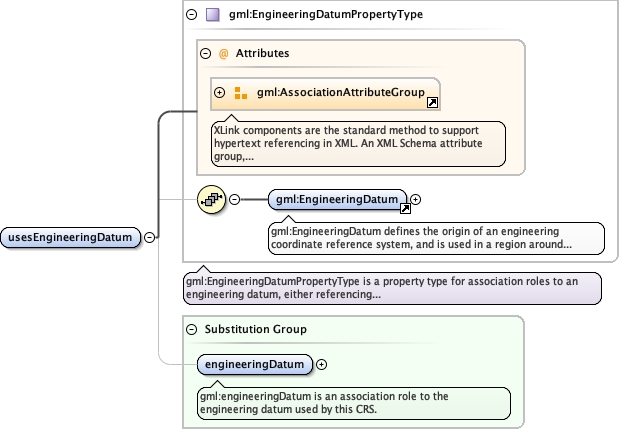 gml:EngineeringDatumPropertyType
@ Attributes
gml:AssociationAttributeGroup
XLink components are the standard method to support
hypertext referencing in XML. An XML Schema attribute
group,...
gml:EngineeringDatum
gml:EngineeringDatum defines the origin of an engineering
coordinate reference system, and is used in a region around...
usesEngineeringDatum
gml:EngineeringDatumPropertyType is a property type for association roles to an
engineering datum, either referencing...
Substitution Group
engineeringDatum
gml:engineeringDatum is an association role to the
engineering datum used by this CRS.